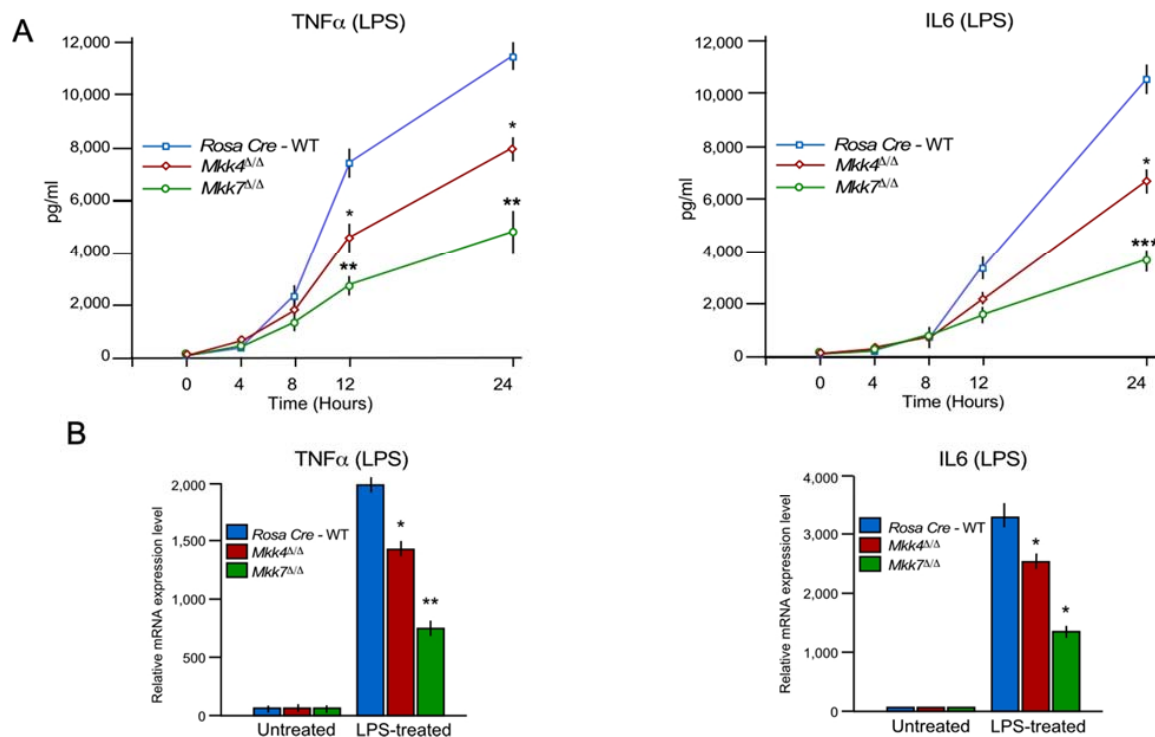 A
TNFα (LPS)
12,000
10,000
8,000
6,000
4,000
2,000
0
pg/ml
Rosa Cre - WT
Mkk4Δ/Δ
Mkk7Δ/Δ
*
**
*
**
0 4 8 12 24
Time (Hours)
IL6 (LPS)
12,000
10,000
8,000
6,000
4,000
2,000
0
pg/ml
Rosa Cre - WT
Mkk4Δ/Δ
Mkk7Δ/Δ
*
***
0 4 8 12 24
Time (Hours)
B
TNFα (LPS)
2,000
1,500
1,000
500
0
Relative mRNA expression level
Rosa Cre - WT
Mkk4Δ/Δ
Mkk7Δ/Δ
*
**
Untreated LPS-treated
IL6 (LPS)
4,000
3,000
2,000
1,000
0
Relative mRNA expression level
Rosa Cre - WT
Mkk4Δ/Δ
Mkk7Δ/Δ
*
*
Untreated LPS-treated